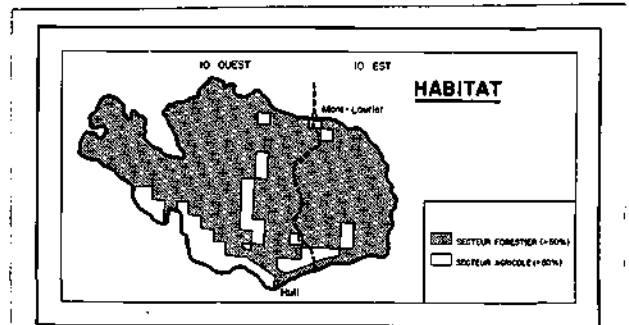 10 OUEST
10 EST
HABITAT
Mont-Laurier
SECTEUR FORESTIER (>50%)
SECTEUR AGRICOLE (>50%)
Hull